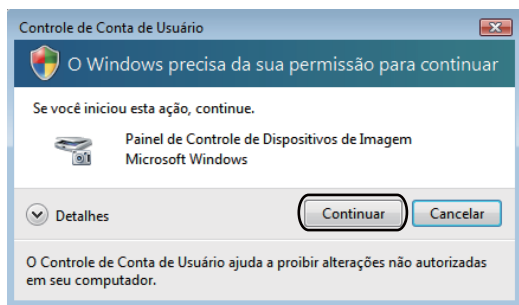 Controle de Conta de Usuário
O Windows precisa da sua permissão para continuar
Se você iniciou esta ação, continue.
Painel de Controle de Dispositivos de Imagem
Microsoft Windows
Detalhes
Continuar
Cancelar
O Controle de Conta de Usuário ajuda a proibir alterações não autorizadas
em seu computador.